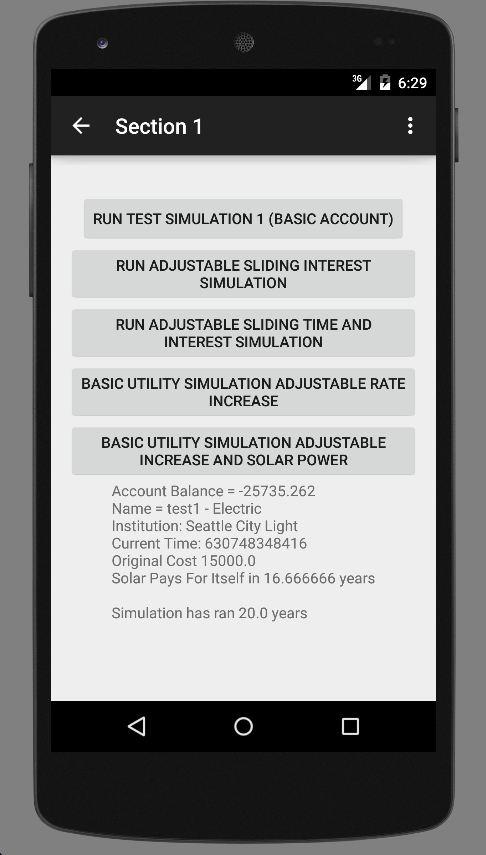 3G 6:29
Section 1
RUN TEST SIMULATION 1 (BASIC ACCOUNT)
RUN ADJUSTABLE SLIDING INTEREST
SIMULATION
RUN ADJUSTABLE SLIDING TIME AND
INTEREST SIMULATION
BASIC UTILITY SIMULATION ADJUSTABLE RATE
INCREASE
BASIC UTILITY SIMULATION ADJUSTABLE
INCREASE AND SOLAR POWER
Account Balance = -25735.262
Name = test1 - Electric
Institution: Seattle City Light
Current Time: 630748348416
Original Cost 15000.0
Solar Pays For Itself in 16.666666 years
Simulation has ran 20.0 years